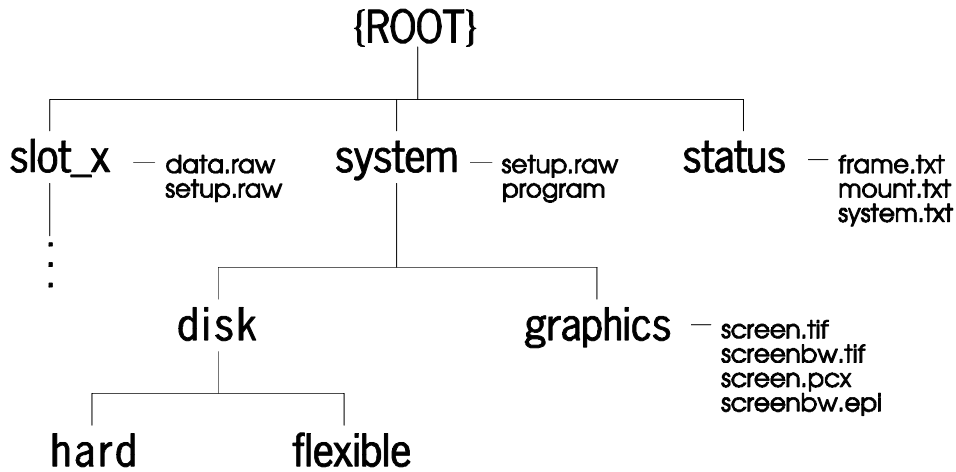 {ROOT}
slot_x
data.raw
setup.raw
system
setup.raw
program
status
frame.txt
mount.txt
system.txt
disk
graphics
screen.tif
screenbw.tif
screen.pcx
screenbw.epl
hard
flexible